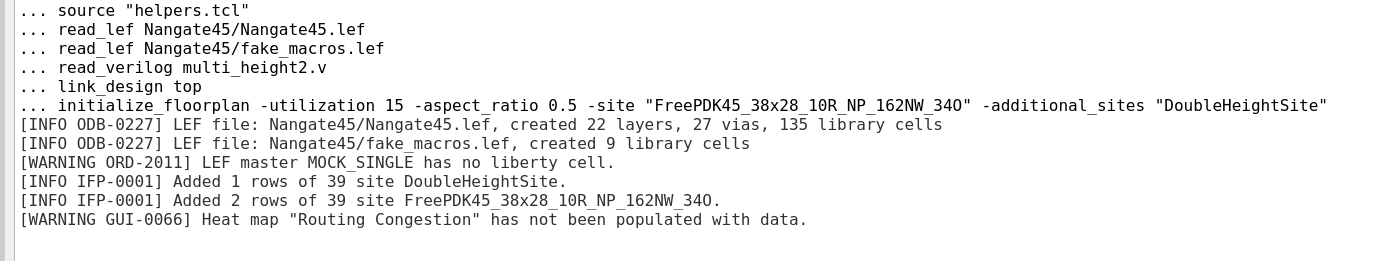 ... source "helpers.tcl"
... read_lef Nangate45/Nangate45.lef
... read_lef Nangate45/fake_macros.lef
... read_verilog multi_height2.v
... link_design top
... initialize_floorplan -utilization 15 -aspect_ratio 0.5 -site "FreePDK45_38x28_10R_NP_162NW_34O" -additional_sites "DoubleHeightSite"
[INFO ODB-0227] LEF file: Nangate45/Nangate45.lef, created 22 layers, 27 vias, 135 library cells
[INFO ODB-0227] LEF file: Nangate45/fake_macros.lef, created 9 library cells
[WARNING ORD-2011] LEF master MOCK_SINGLE has no liberty cell.
[INFO IFP-0001] Added 1 rows of 39 site DoubleHeightSite.
[INFO IFP-0001] Added 2 rows of 39 site FreePDK45_38x28_10R_NP_162NW_34O.
[WARNING GUI-0066] Heat map "Routing Congestion" has not been populated with data.